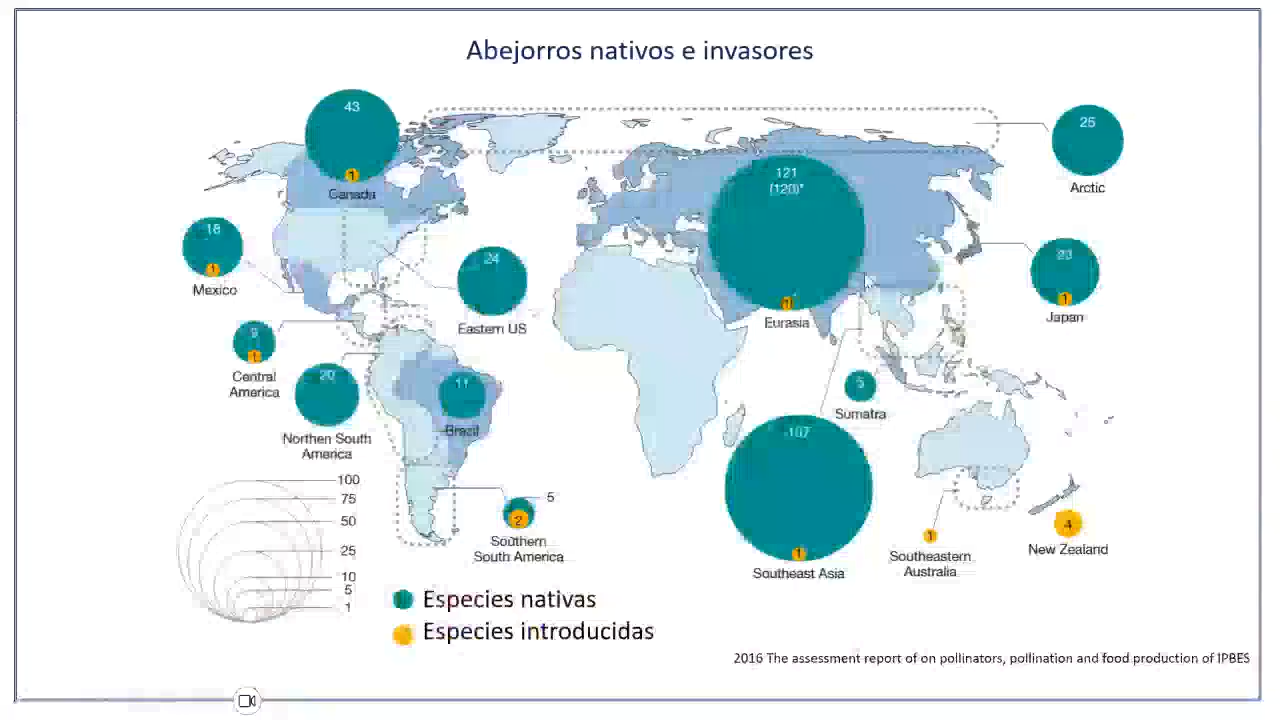 Abejorros nativos e invasores
43
1
Canada
25
Arctic
121
(120)*
1
Eurasia
18
1
Mexico
24
Eastern US
23
1
Japan
9
1
Central
America
20
Northen South
America
11
Brazil
5
Sumatra
107
1
Southeast Asia
100
75
50
25
10
5
1
5
2
Southern
South America
1
Southeastern
Australia
4
New Zealand
Especies nativas
Especies introducidas
2016 The assessment report of on pollinators, pollination and food production of IPBES